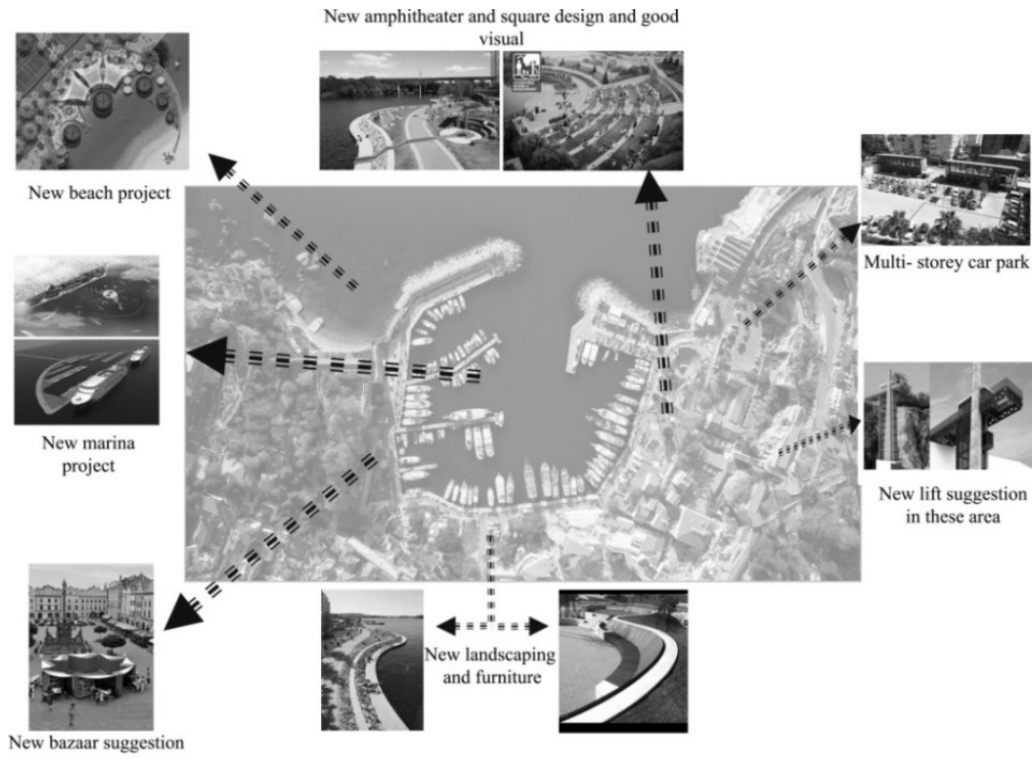 New amphitheater and square design and good
visual
New beach project
Multi- storey car park
New marina
project
New lift suggestion
in these area
New landscaping
and furniture
New bazaar suggestion